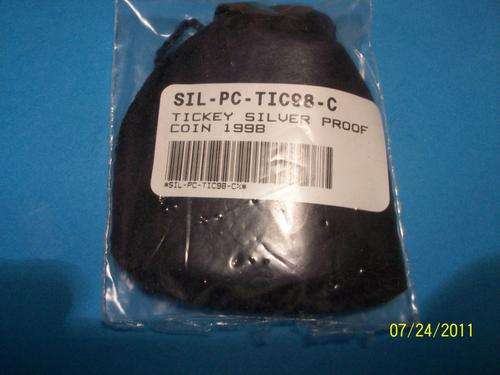 SIL-PC-TIC98-C
TICKEY SILVER PROOF
COIN 1998
*SIL-PC-TIC98-C%*
07/24/2011